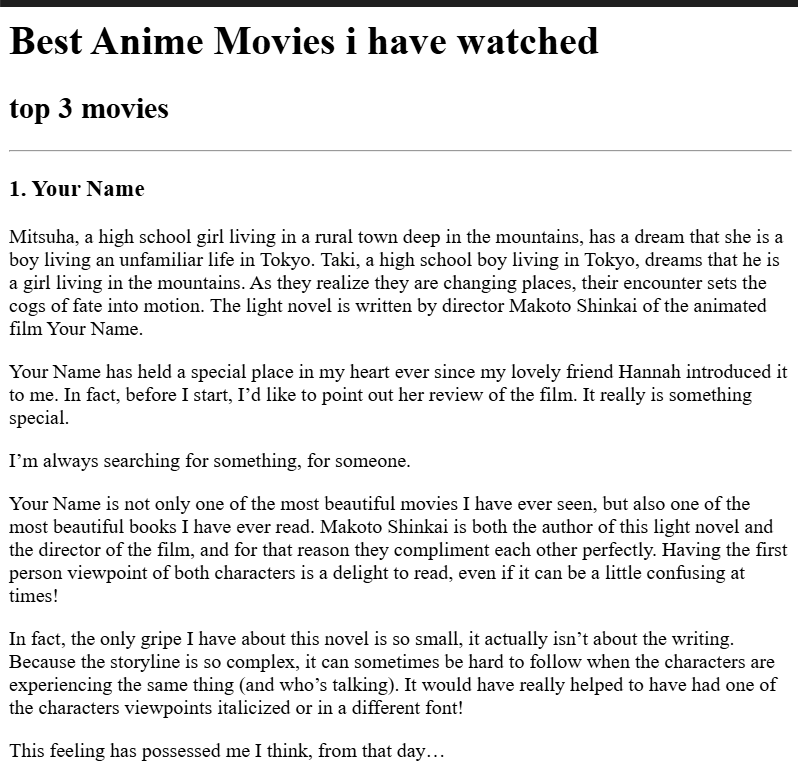 Best Anime Movies i have watched
top 3 movies
1. Your Name
Mitsuha, a high school girl living in a rural town deep in the mountains, has a dream that she is a
boy living an unfamiliar life in Tokyo. Taki, a high school boy living in Tokyo, dreams that he is
a girl living in the mountains. As they realize they are changing places, their encounter sets the
cogs of fate into motion. The light novel is written by director Makoto Shinkai of the animated
film Your Name.
Your Name has held a special place in my heart ever since my lovely friend Hannah introduced it
to me. In fact, before I start, I’d like to point out her review of the film. It really is something
special.
I’m always searching for something, for someone.
Your Name is not only one of the most beautiful movies I have ever seen, but also one of the
most beautiful books I have ever read. Makoto Shinkai is both the author of this light novel and
the director of the film, and for that reason they compliment each other perfectly. Having the first
person viewpoint of both characters is a delight to read, even if it can be a little confusing at
times!
In fact, the only gripe I have about this novel is so small, it actually isn’t about the writing.
Because the storyline is so complex, it can sometimes be hard to follow when the characters are
experiencing the same thing (and who’s talking). It would have really helped to have had one of
the characters viewpoints italicized or in a different font!
This feeling has possessed me I think, from that day…